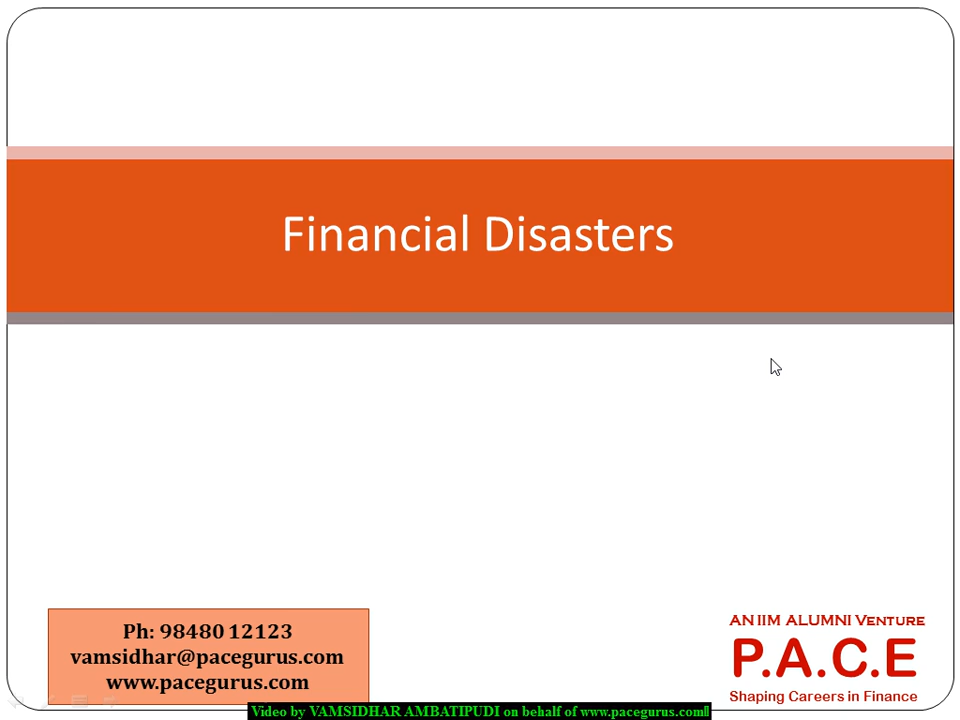 Financial Disasters
Ph: 98480 12123
vamsidhar@pacegurus.com
www.pacegurus.com
AN IIM ALUMNI VENTURE
P.A.C.E
Shaping Careers in Finance
Video by VAMSIDHAR AMBATIPUDI on behalf of www.pacegurus.com